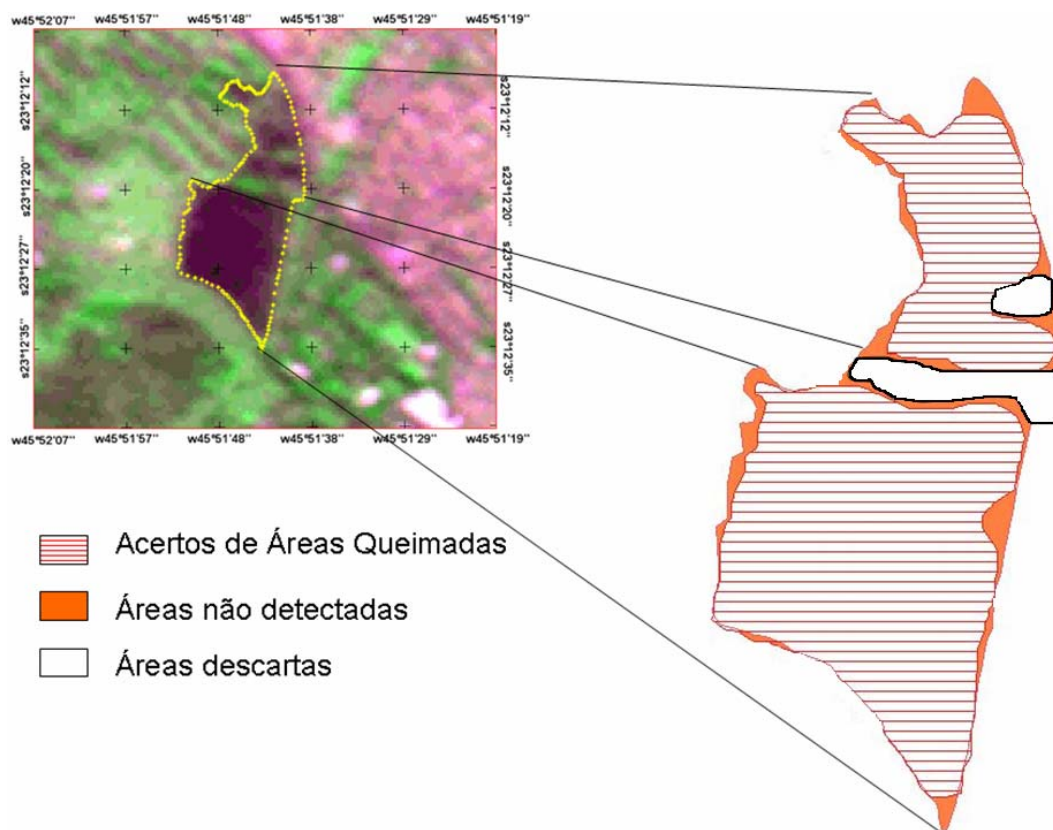 w45°52'07'' w45°51'57'' w45°51'48'' w45°51'38'' w45°51'29'' w45°51'19''
s23°12'12'' s23°12'12''
s23°12'20'' s23°12'20''
s23°12'27'' s23°12'27''
s23°12'35'' s23°12'35''
w45°52'07'' w45°51'57'' w45°51'48'' w45°51'38'' w45°51'29'' w45°51'19''
Acertos de Áreas Queimadas
Áreas não detectadas
Áreas descartas